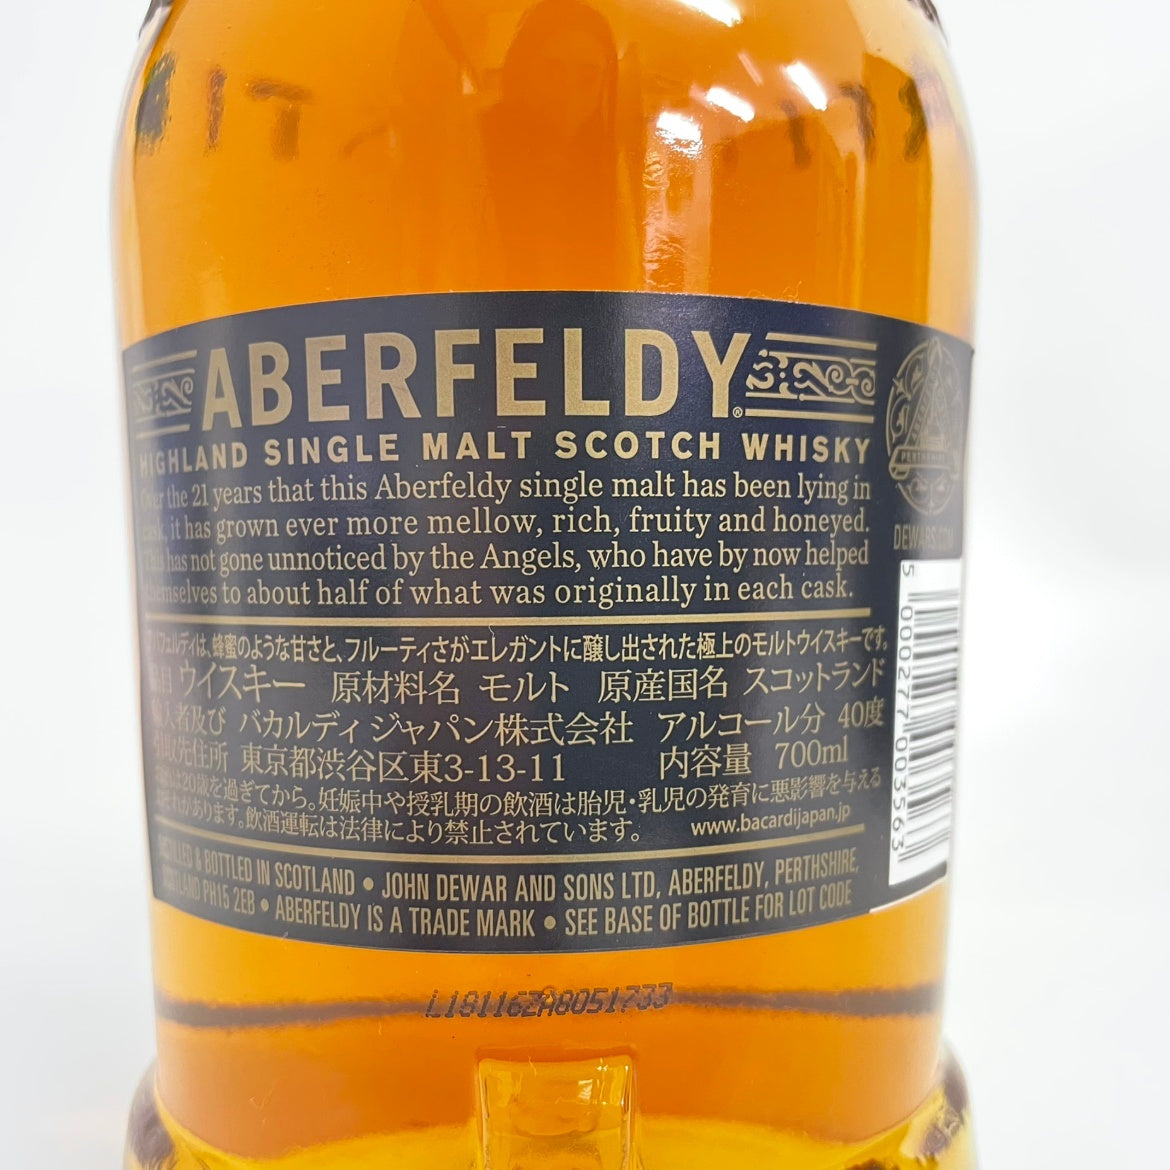 ABERFELDY®
HIGHLAND SINGLE MALT SCOTCH WHISKY
Over the 21 years that this Aberfeldy single malt has been lying in
cask, it has grown ever more mellow, rich, fruity and honeyed.
This has not gone unnoticed by the Angels, who have by now helped
themselves to about half of what was originally in each cask.
PERTHSHIRE
DEWARS.COM
アバフェルディは、蜂蜜のような甘さと、フルーティさがエレガントに醸し出された極上のモルトウイスキーです。
品目 ウイスキー 原材料名 モルト 原産国名 スコットランド
輸入者及び バカルディ ジャパン株式会社 アルコール分 40度
引取先住所 東京都渋谷区東3-13-11 内容量 700ml
は20歳を過ぎてから。妊娠中や授乳期の飲酒は胎児・乳児の発育に悪影響を与える
があります。飲酒運転は法律により禁止されています。 www.bacardijapan.jp
DISTILLED & BOTTLED IN SCOTLAND • JOHN DEWAR AND SONS LTD, ABERFELDY, PERTHSHIRE,
SCOTLAND PH15 2EB • ABERFELDY IS A TRADE MARK • SEE BASE OF BOTTLE FOR LOT CODE
5 000277 003563
L18116ZA8051733